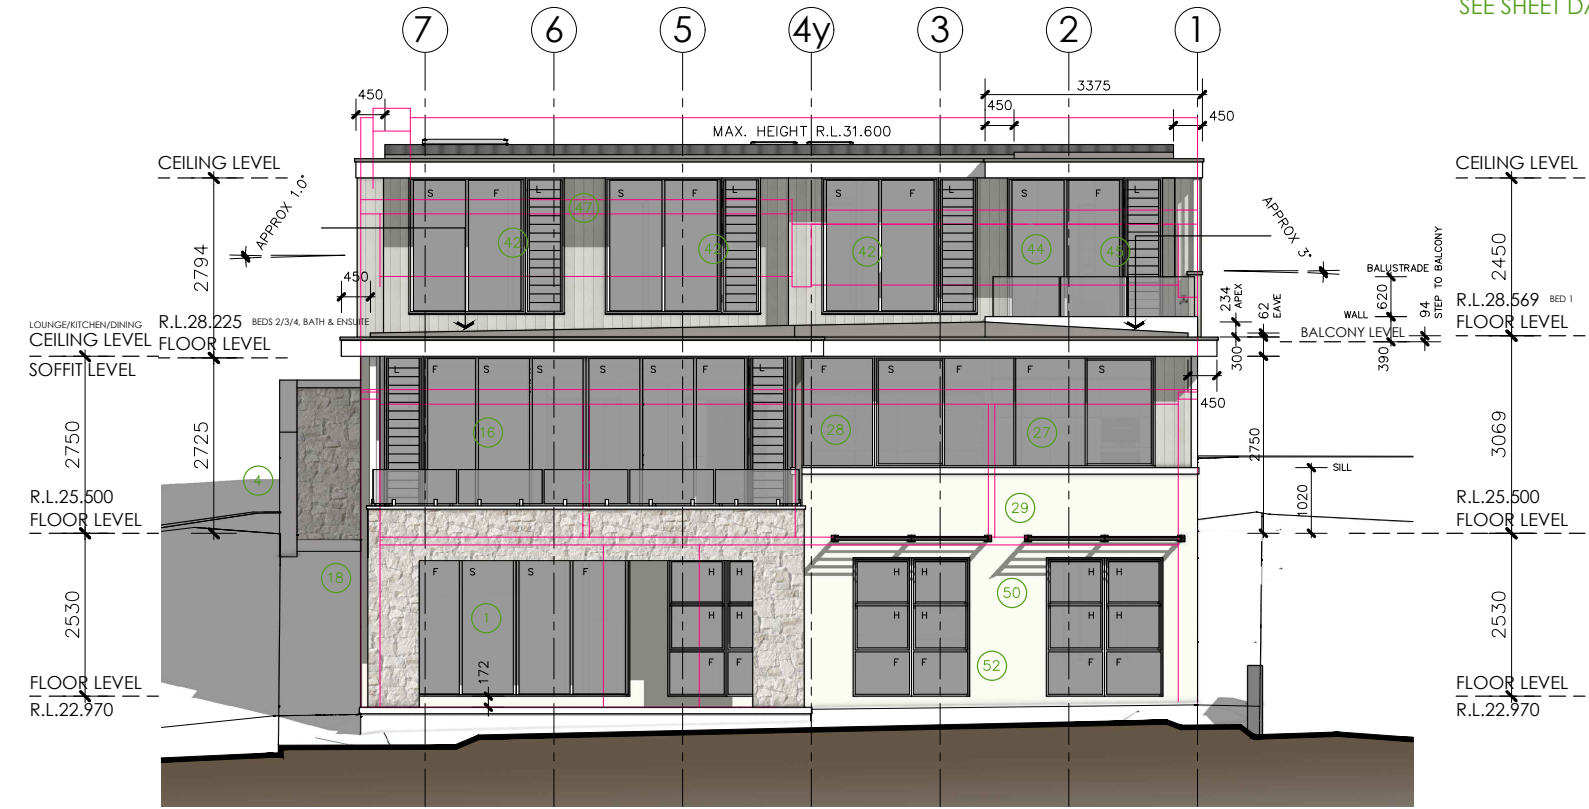 SEE SHEET DA
7 6 5 4y 3 2 1
3375
450
450
450
MAX. HEIGHT R.L.31.600
CEILING LEVEL
CEILING LEVEL
APPROX 1.0°
APPROX 3°
S F L
S F L
S F L
S F L
47
42
42
42
44
45
2794
450
2450
BALUSTRADE
620
STEP TO BALCONY
94
234
APEX
62
EAVE
WALL
R.L.28.569 BED 1
FLOOR LEVEL
BALCONY LEVEL
390
300
LOUNGE/KITCHEN/DINING
CEILING LEVEL
SOFFIT LEVEL
R.L.28.225 BEDS 2/3/4, BATH & ENSUITE
FLOOR LEVEL
L F S S S S F L
F S F F S
450
16
28
27
2750
2725
2750
3069
SILL
1020
4
R.L.25.500
FLOOR LEVEL
R.L.25.500
FLOOR LEVEL
29
18
F S S F
H H
H H
F F
H H
H H
F F
H H
H H
F F
1
50
52
172
2530
2530
FLOOR LEVEL
R.L.22.970
FLOOR LEVEL
R.L.22.970